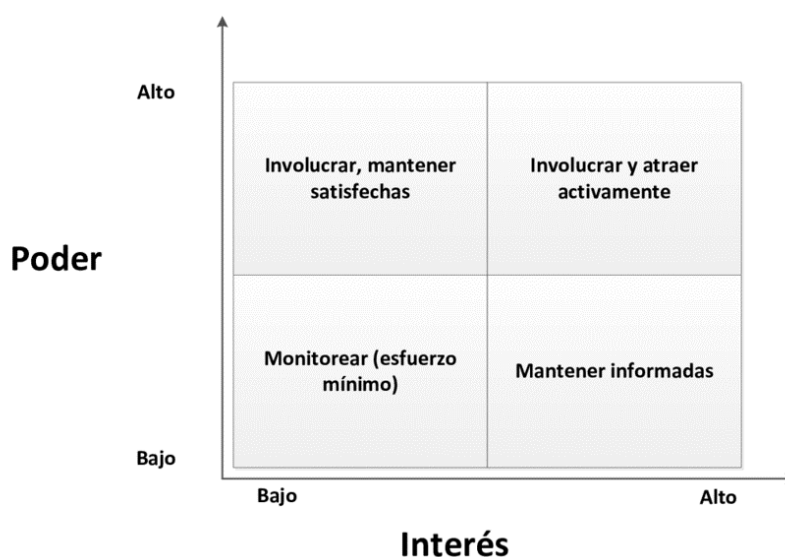 Alto
Involucrar, mantener
satisfechas
Involucrar y atraer
activamente
Poder
Monitorear (esfuerzo
mínimo)
Mantener informadas
Bajo
Bajo
Alto
Interés